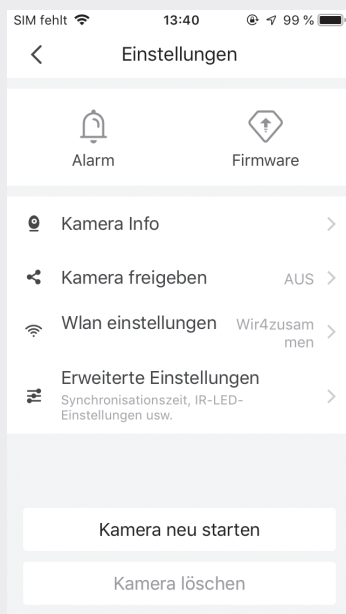 SIM fehlt 13:40 99 %
Einstellungen
Alarm Firmware
Kamera Info
Kamera freigeben AUS
Wlan einstellungen Wir4zusam
men
Erweiterte Einstellungen
Synchronisationszeit, IR-LED-
Einstellungen usw.
Kamera neu starten
Kamera löschen